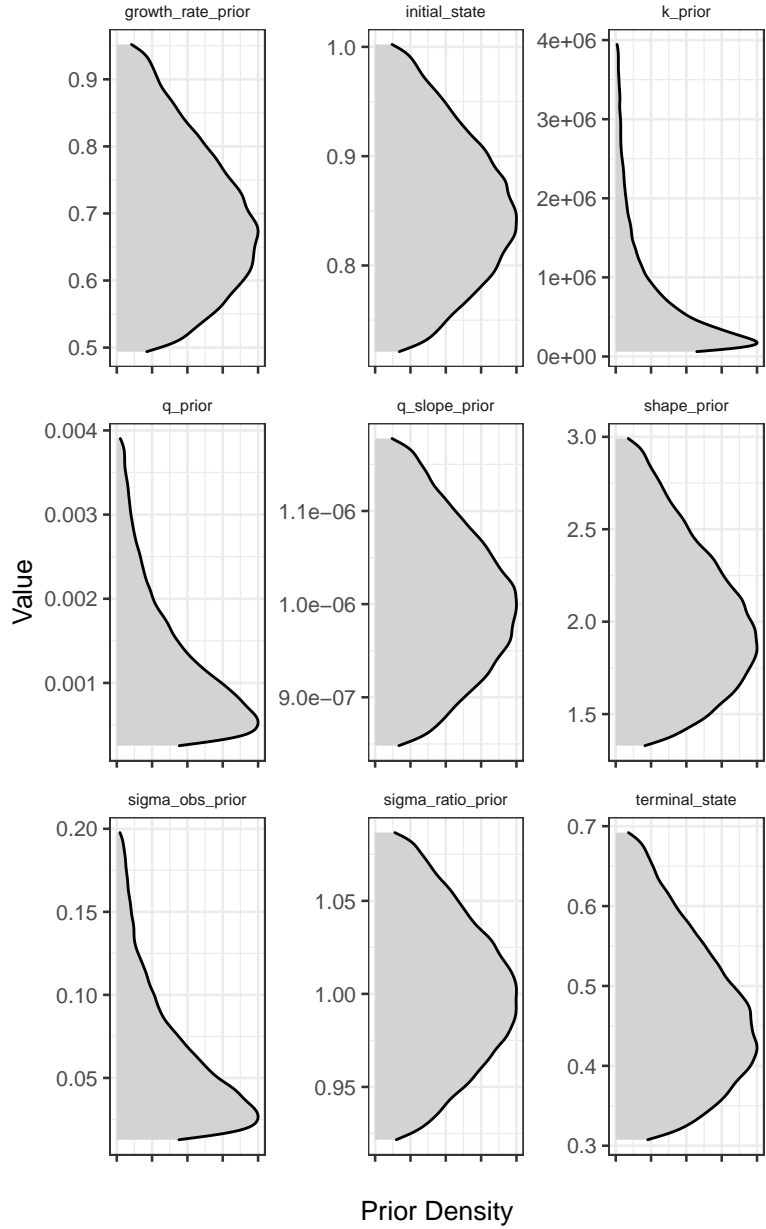 growth_rate_prior
initial_state
k_prior
0.9
0.8
0.7
0.6
0.5
1.0
0.9
0.8
4e+06
3e+06
2e+06
1e+06
0e+00
q_prior
q_slope_prior
shape_prior
0.004
0.003
0.002
0.001
1.1e−06
1.0e−06
9.0e−07
3.0
2.5
2.0
1.5
Value
sigma_obs_prior
sigma_ratio_prior
terminal_state
0.20
0.15
0.10
0.05
1.05
1.00
0.95
0.7
0.6
0.5
0.4
0.3
Prior Density